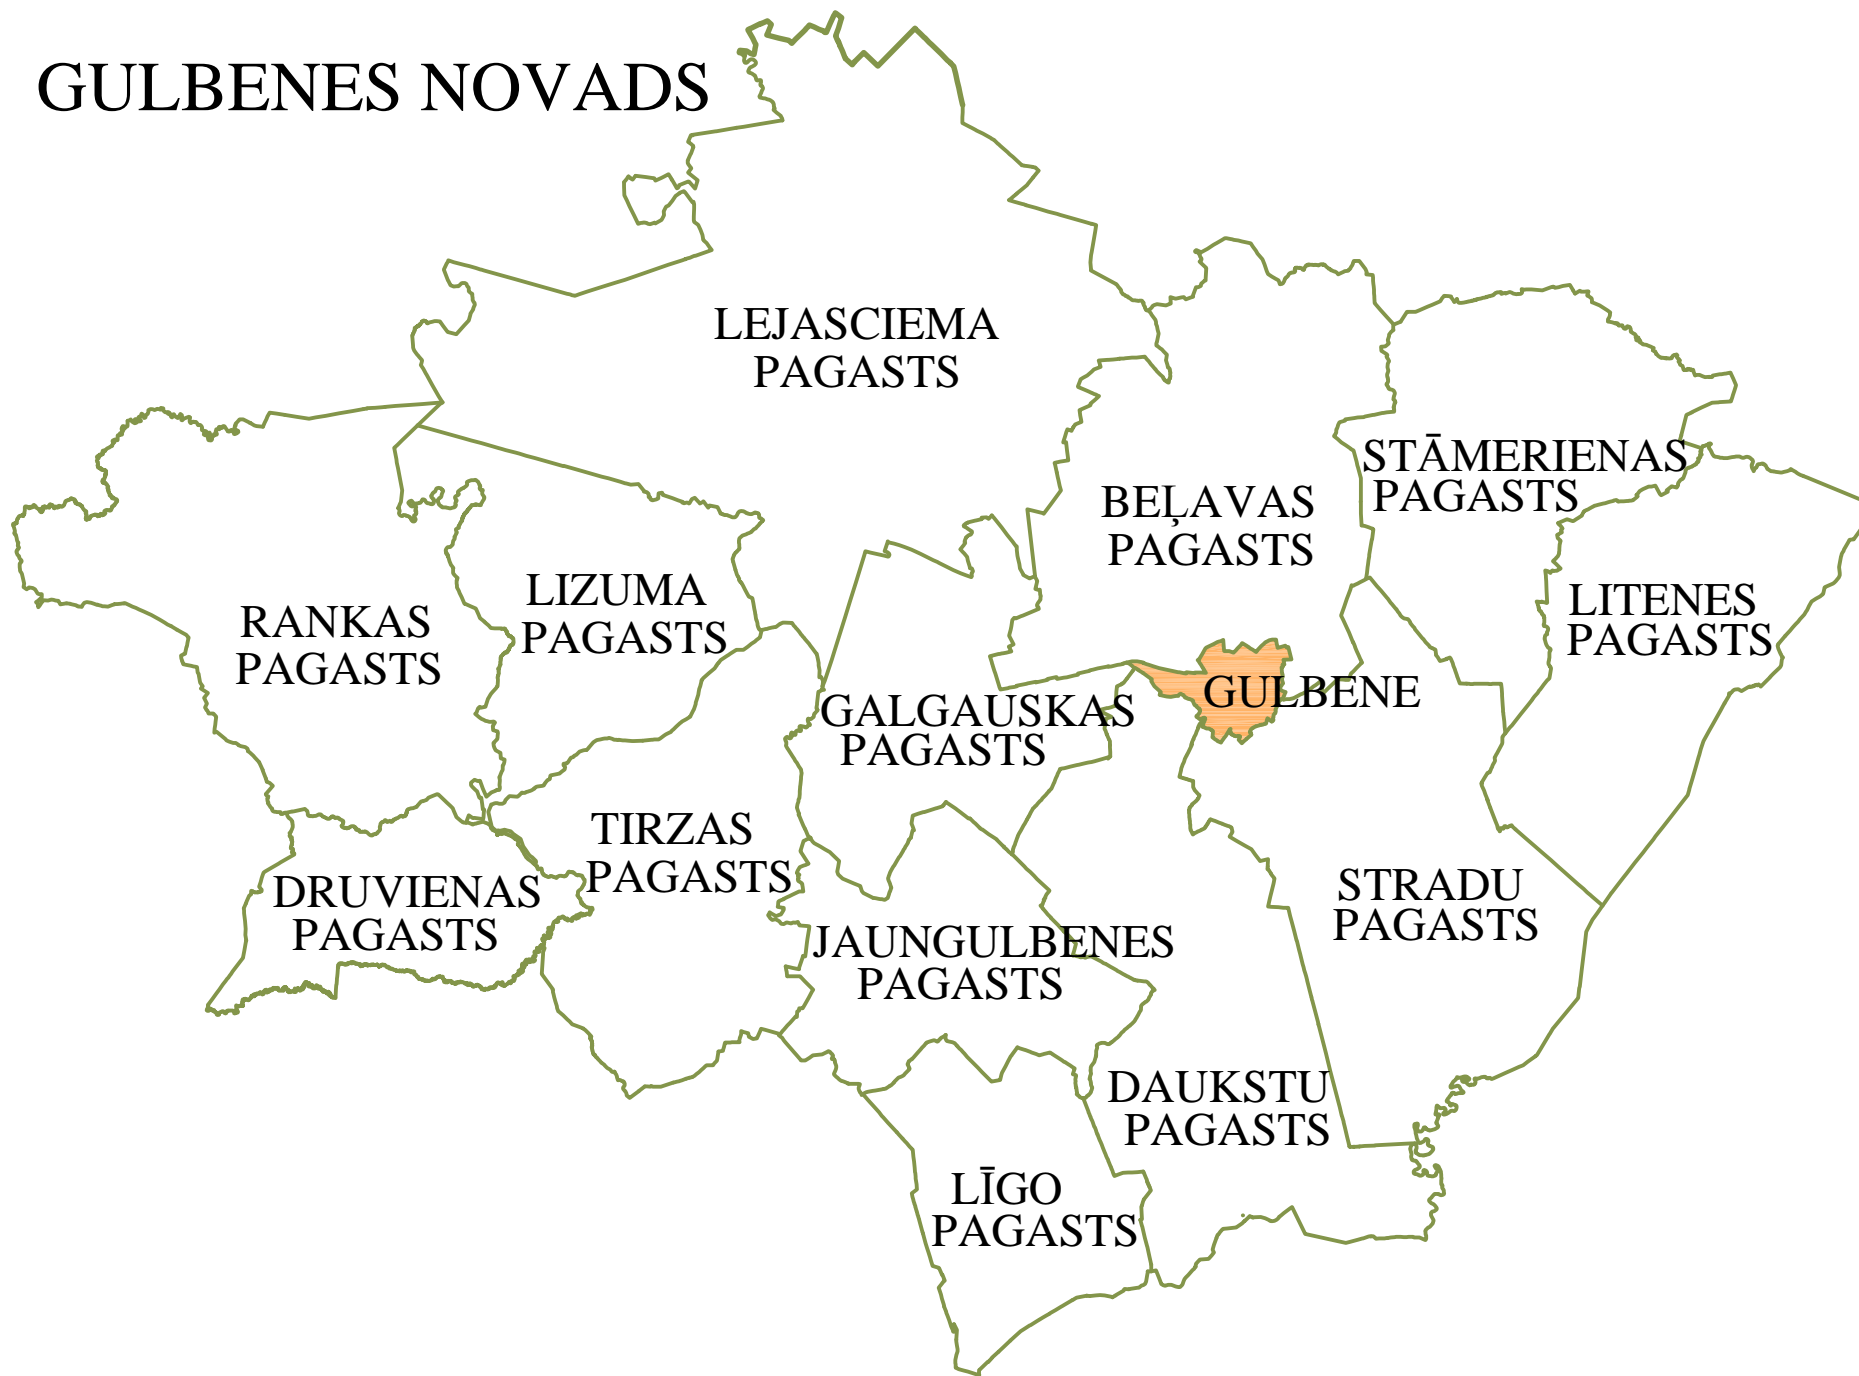 GULBENES NOVADS
LEJASCIEMA
PAGASTS
STĀMERIENAS
PAGASTS
BEĻAVAS
PAGASTS
LIZUMA
PAGASTS
LITENES
PAGASTS
RANKAS
PAGASTS
GULBENE
GALGAUSKAS
PAGASTS
TIRZAS
PAGASTS
STRADU
PAGASTS
DRUVIENAS
PAGASTS
JAUNGULBENES
PAGASTS
DAUKSTU
PAGASTS
LĪGO
PAGASTS